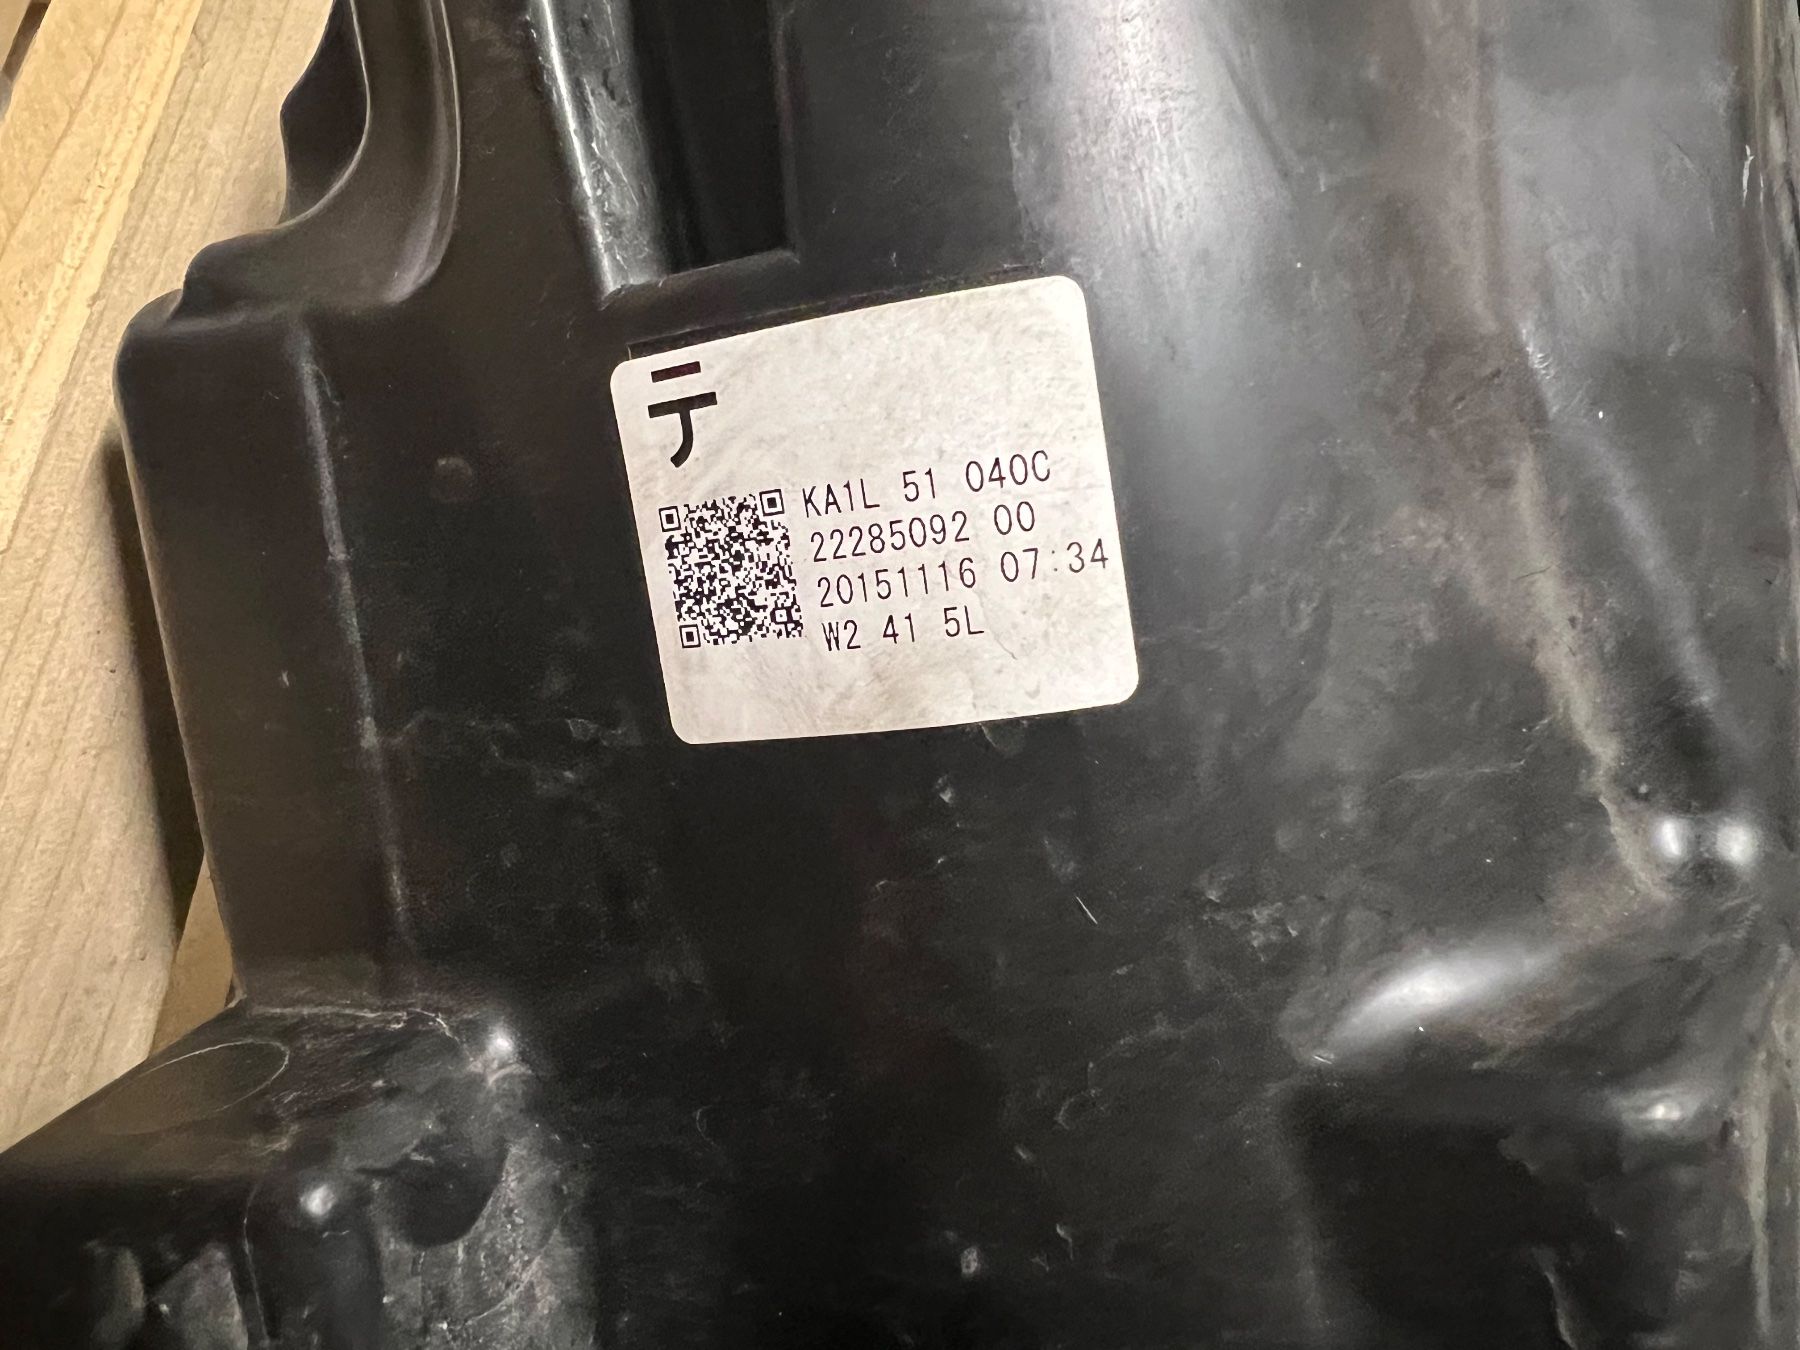 テ
KA1L 51 040C
22285092 00
20151116 07:34
W2 41 5L